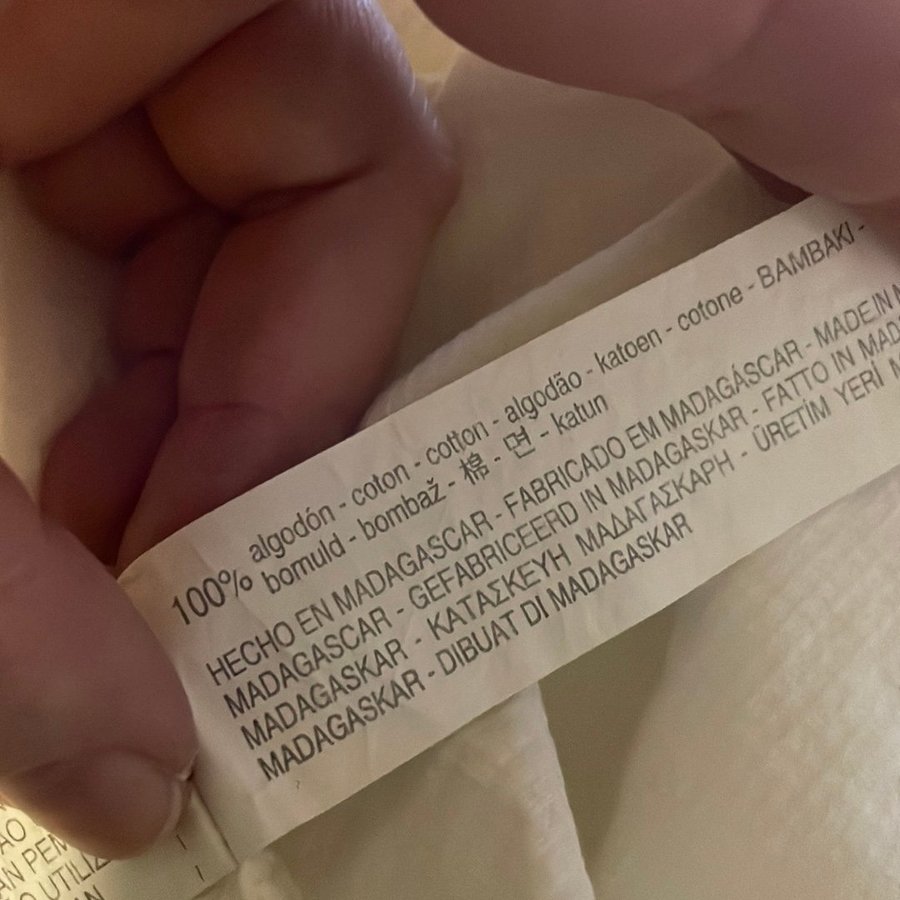 100% algodón - coton - cotton - algodão - katoen - cotone - BAMBAKI -
bomuld - bombaž - 棉 - 면 - katun
HECHO EN MADAGASCAR - FABRICADO EM MADAGÁSCAR - MADE IN
MADAGASCAR - GEFABRICEERD IN MADAGASKAR - FATTO IN
MADAGASKAR - ΚΑΤΑΣΚΕΥΗ ΜΑΔΑΓΑΣΚΑΡΗ - ÜRETİM YERİ
MADAGASKAR - DIBUAT DI MADAGASKAR